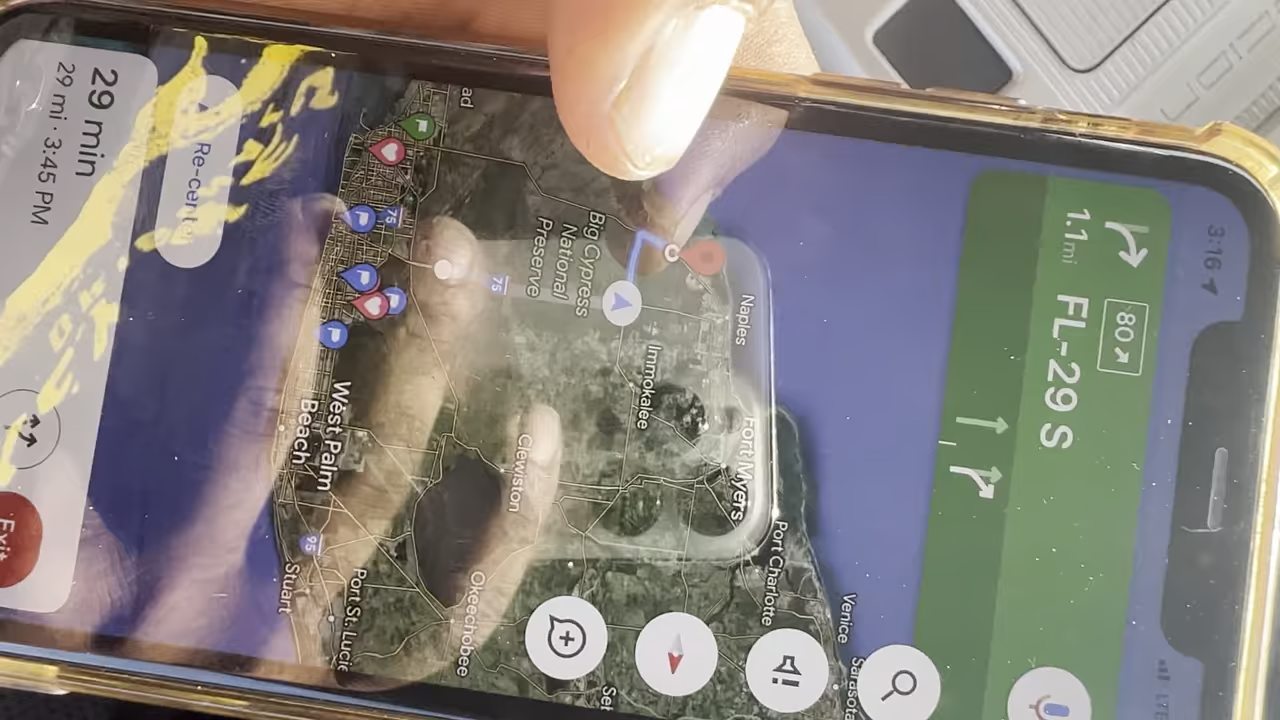 3:16
80
1.1 mi
FL-29 S
Naples
Fort Myers
Port Charlotte
Venice
Sarasota
Immokalee
Big Cypress
National
Preserve
75
Clewiston
Okeechobee
75
West Palm
Beach
95
Port St. Lucie
Stuart
Re-center
29 min
29 mi · 3:45 PM
Exit